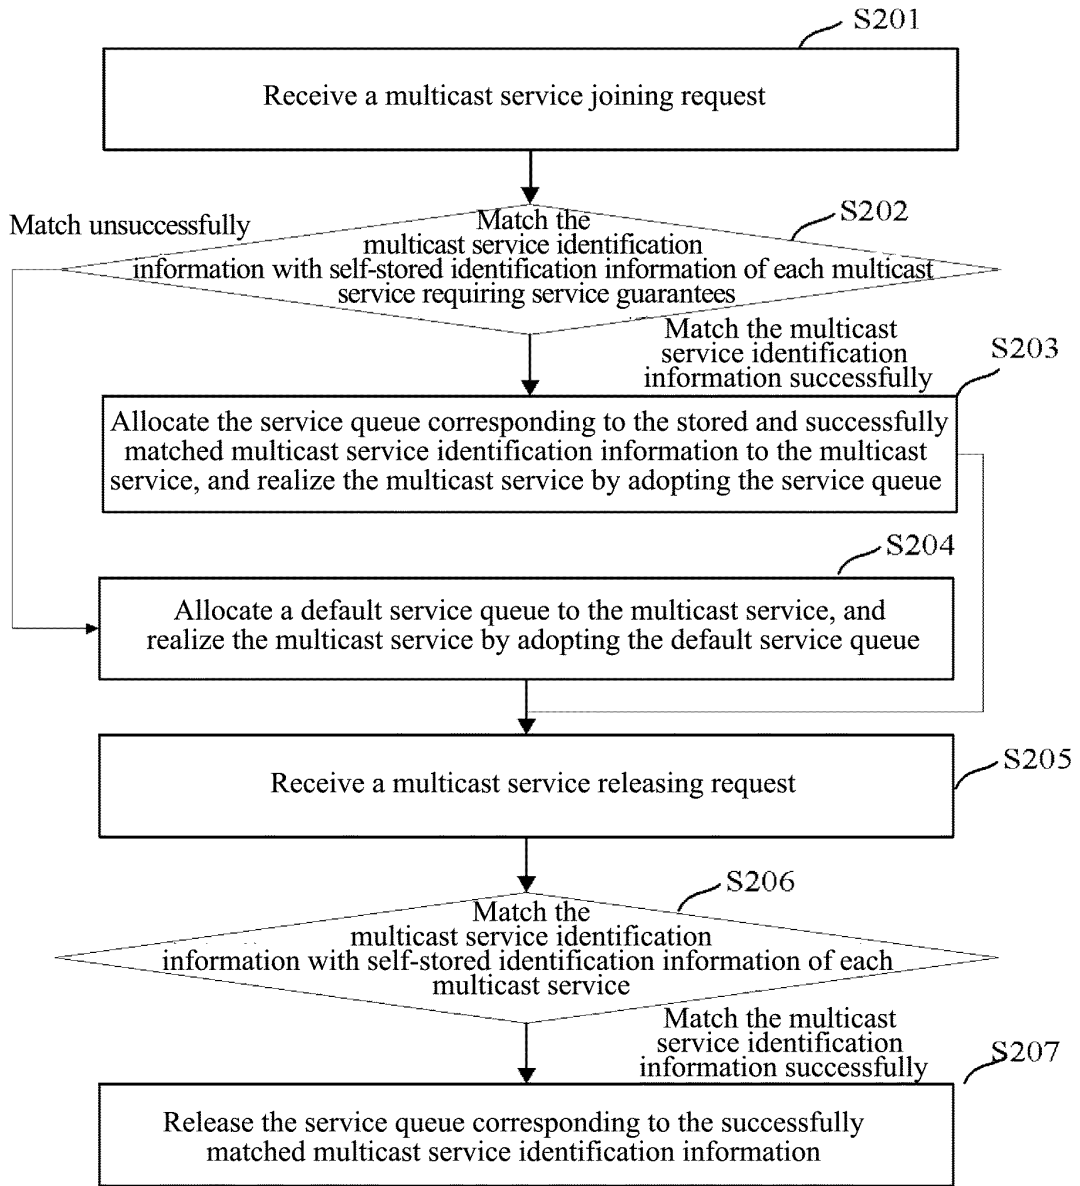 S201
Receive a multicast service joining request
S202
Match unsuccessfully
Match the
multicast service identification
information with self-stored identification information of each multicast
service requiring service guarantees
Match the multicast
service identification
information successfully
S203
Allocate the service queue corresponding to the stored and successfully
matched multicast service identification information to the multicast
service, and realize the multicast service by adopting the service queue
S204
Allocate a default service queue to the multicast service, and
realize the multicast service by adopting the default service queue
S205
Receive a multicast service releasing request
S206
Match the
multicast service identification
information with self-stored identification information of each
multicast service
Match the multicast
service identification
information successfully
S207
Release the service queue corresponding to the successfully
matched multicast service identification information